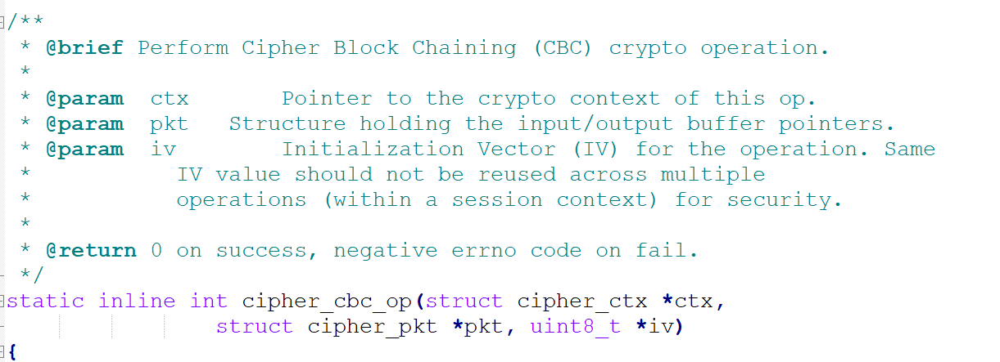 /**
 * @brief Perform Cipher Block Chaining (CBC) crypto operation.
 *
 * @param  ctx       Pointer to the crypto context of this op.
 * @param  pkt   Structure holding the input/output buffer pointers.
 * @param  iv        Initialization Vector (IV) for the operation. Same
 *           IV value should not be reused across multiple
 *           operations (within a session context) for security.
 *
 * @return 0 on success, negative errno code on fail.
 */
static inline int cipher_cbc_op(struct cipher_ctx *ctx,
                struct cipher_pkt *pkt, uint8_t *iv)
{